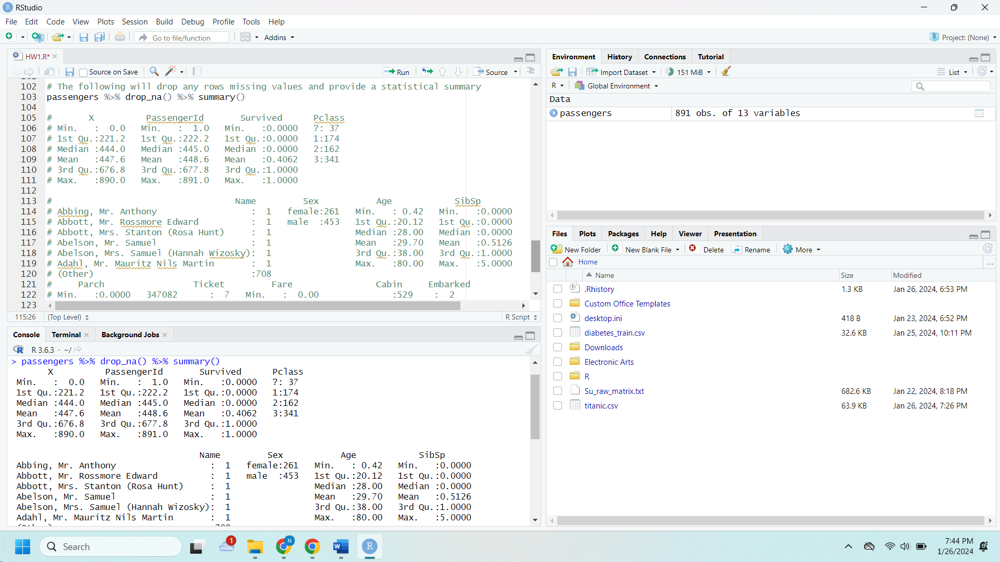 RStudio
File Edit Code View Plots Session Build Debug Profile Tools Help
Go to file/function Addins Project: (None)
HW1.R*
Source on Save Run Source
102 # The following will drop any rows missing values and provide a statistical summary
103 passengers %>% drop_na() %>% summary()
104
105 # X PassengerId Survived Pclass
106 # Min. : 0.0 Min. : 1.0 Min. :0.0000 ?: 37
107 # 1st Qu.:221.2 1st Qu.:222.2 1st Qu.:0.0000 1:174
108 # Median :444.0 Median :445.0 Median :0.0000 2:162
109 # Mean :447.6 Mean :448.6 Mean :0.4062 3:341
110 # 3rd Qu.:676.8 3rd Qu.:677.8 3rd Qu.:1.0000
111 # Max. :890.0 Max. :891.0 Max. :1.0000
112
113 # Name Sex Age SibSp
114 # Abbing, Mr. Anthony : 1 female:261 Min. : 0.42 Min. :0.0000
115 # Abbott, Mr. Rossmore Edward : 1 male :453 1st Qu.:20.12 1st Qu.:0.0000
116 # Abbott, Mrs. Stanton (Rosa Hunt) : 1 Median :28.00 Median :0.0000
117 # Abelson, Mr. Samuel : 1 Mean :29.70 Mean :0.5126
118 # Abelson, Mrs. Samuel (Hannah Wizosky): 1 3rd Qu.:38.00 3rd Qu.:1.0000
119 # Adahl, Mr. Mauritz Nils Martin : 1 Max. :80.00 Max. :5.0000
120 # (Other) :708
121 # Parch Ticket Fare Cabin Embarked
122 # Min. :0.0000 347082 : 7 Min. : 0.00 :529 : 2
123
115:26 (Top Level) R Script
Console Terminal Background Jobs
R 3.6.3 · ~/
> passengers %>% drop_na() %>% summary()
X PassengerId Survived Pclass
Min. : 0.0 Min. : 1.0 Min. :0.0000 ?: 37
1st Qu.:221.2 1st Qu.:222.2 1st Qu.:0.0000 1:174
Median :444.0 Median :445.0 Median :0.0000 2:162
Mean :447.6 Mean :448.6 Mean :0.4062 3:341
3rd Qu.:676.8 3rd Qu.:677.8 3rd Qu.:1.0000
Max. :890.0 Max. :891.0 Max. :1.0000
Name Sex Age SibSp
Abbing, Mr. Anthony : 1 female:261 Min. : 0.42 Min. :0.0000
Abbott, Mr. Rossmore Edward : 1 male :453 1st Qu.:20.12 1st Qu.:0.0000
Abbott, Mrs. Stanton (Rosa Hunt) : 1 Median :28.00 Median :0.0000
Abelson, Mr. Samuel : 1 Mean :29.70 Mean :0.5126
Abelson, Mrs. Samuel (Hannah Wizosky): 1 3rd Qu.:38.00 3rd Qu.:1.0000
Adahl, Mr. Mauritz Nils Martin : 1 Max. :80.00 Max. :5.0000
Environment History Connections Tutorial
Import Dataset 151 MiB List
R Global Environment
Data
passengers 891 obs. of 13 variables
Files Plots Packages Help Viewer Presentation
New Folder New Blank File Delete Rename More
Home ...
Name Size Modified
.Rhistory 1.3 KB Jan 26, 2024, 6:53 PM
Custom Office Templates
desktop.ini 418 B Jan 23, 2024, 6:52 PM
diabetes_train.csv 32.6 KB Jan 25, 2024, 10:11 PM
Downloads
Electronic Arts
R
Su_raw_matrix.txt 682.6 KB Jan 22, 2024, 8:18 PM
titanic.csv 63.9 KB Jan 26, 2024, 7:26 PM
Search 1 N W R
7:44 PM
1/26/2024